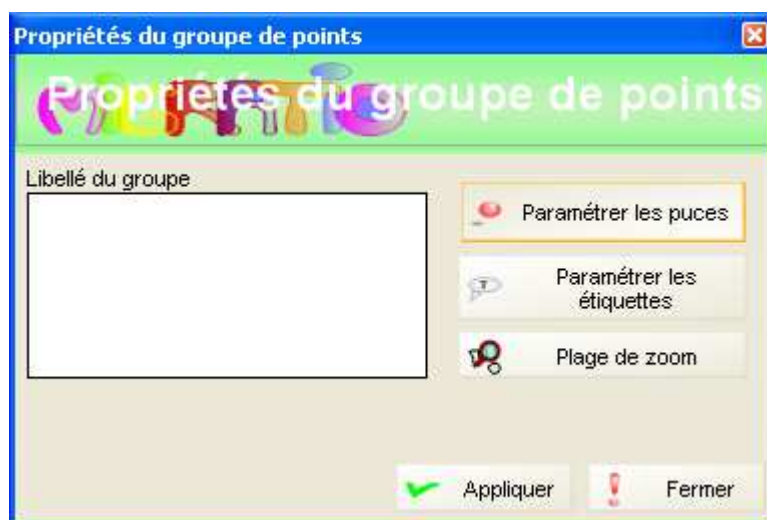 Propriétés du groupe de points
Propriétés du groupe de points
Libellé du groupe
Paramétrer les puces
Paramétrer les
étiquettes
Plage de zoom
Appliquer
Fermer